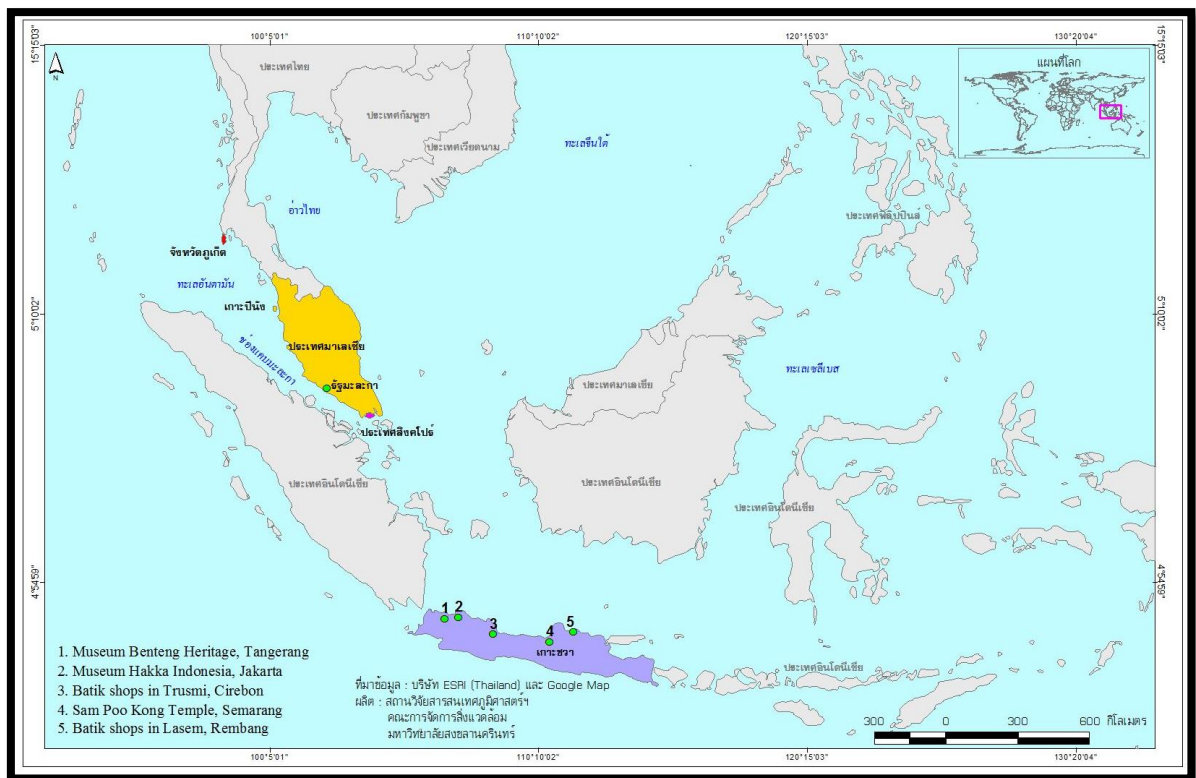 100°5'01" 110°10'02" 120°15'03" 130°20'04"
15°15'03" 15°15'03"
N
แผนที่โลก
ประเทศไทย
ประเทศกัมพูชา
ประเทศเวียดนาม
ทะเลจีนใต้
อ่าวไทย
ประเทศฟิลิปปินส์
จังหวัดภูเก็ต
ทะเลอันดามัน
เกาะปีนัง
5°10'02" 5°10'02"
ประเทศมาเลเซีย
ช่องแคบมะละกา
รัฐมะละกา
ทะเลเซลีเบส
ประเทศมาเลเซีย
ประเทศสิงคโปร์
ประเทศอินโดนีเซีย
ประเทศอินโดนีเซีย
ประเทศอินโดนีเซีย
4°54'59" 4°54'59"
1 2 3 4 5
เกาะชวา
ประเทศอินโดนีเซีย
1. Museum Benteng Heritage, Tangerang
2. Museum Hakka Indonesia, Jakarta
3. Batik shops in Trusmi, Cirebon
4. Sam Poo Kong Temple, Semarang
5. Batik shops in Lasem, Rembang
ที่มาข้อมูล : บริษัท ESRI (Thailand) และ Google Map
ผลิต : สถานวิจัยสารสนเทศภูมิศาสตร์ฯ
คณะการจัดการสิ่งแวดล้อม
มหาวิทยาลัยสงขลานครินทร์
300 0 300 600 กิโลเมตร
100°5'01" 110°10'02" 120°15'03" 130°20'04"